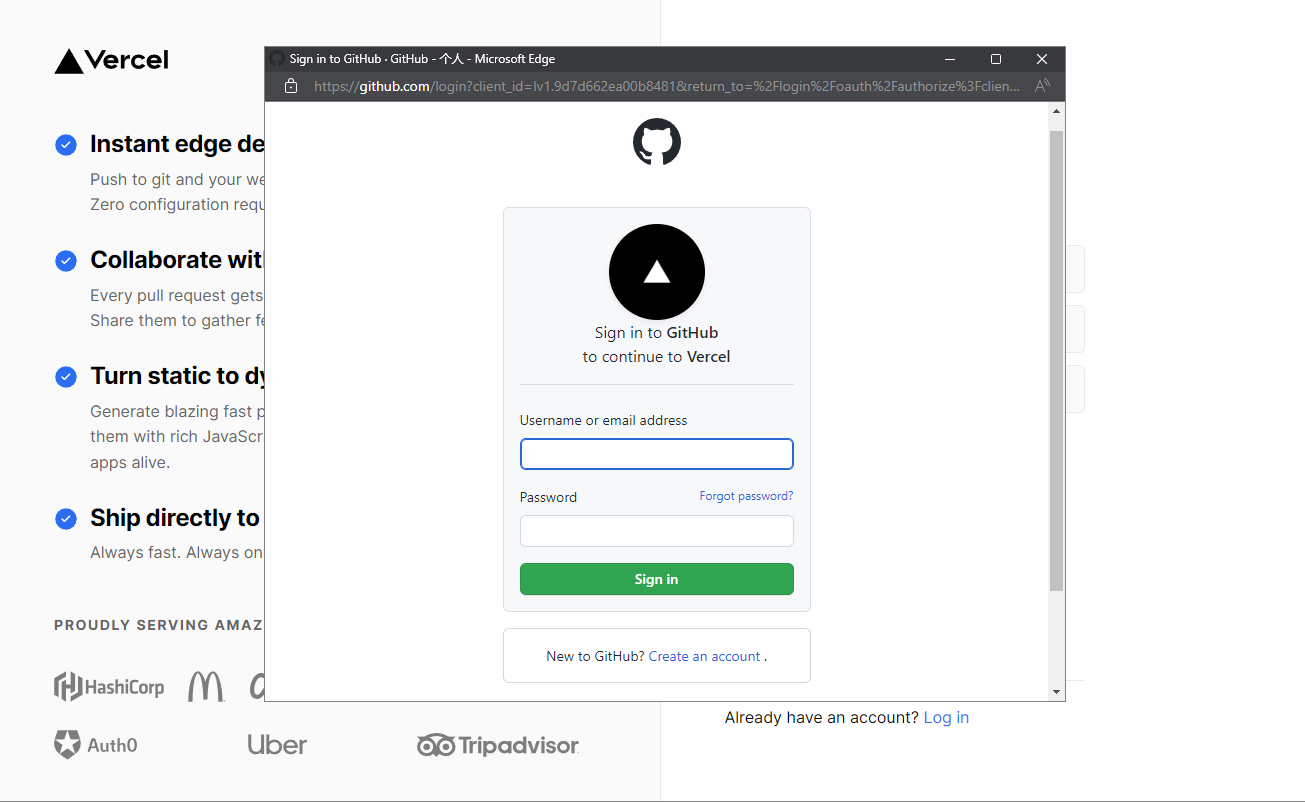 Vercel
Instant edge de
Push to git and your we
Zero configuration requ
Collaborate wit
Every pull request gets
Share them to gather fe
Turn static to dy
Generate blazing fast p
them with rich JavaScr
apps alive.
Ship directly to
Always fast. Always on
PROUDLY SERVING AMAZ
HashiCorp
Auth0
Uber
Tripadvisor
Sign in to GitHub · GitHub - 个人 - Microsoft Edge
https://github.com/login?client_id=Iv1.9d7d662ea00b8481&return_to=%2Flogin%2Foauth%2Fauthorize%3Fclien...
Sign in to GitHub
to continue to Vercel
Username or email address
Password
Forgot password?
Sign in
New to GitHub? Create an account .
Already have an account? Log in